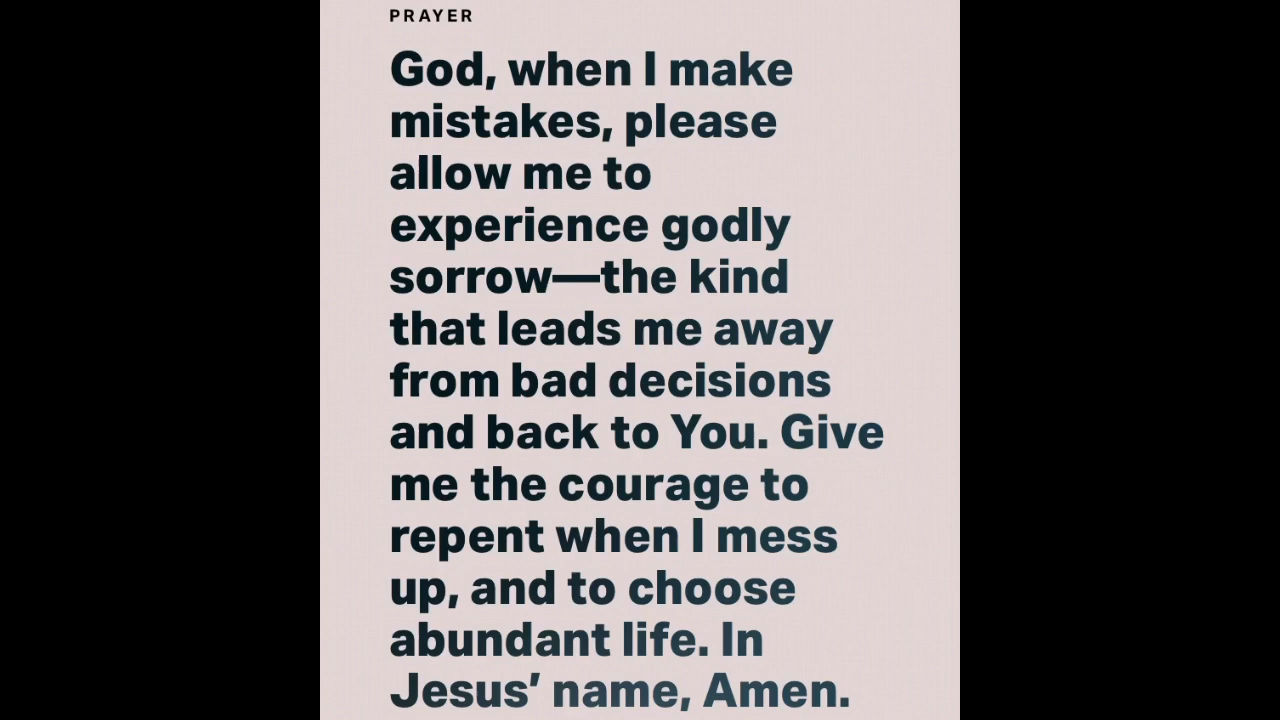 PRAYER
God, when I make
mistakes, please
allow me to
experience godly
sorrow—the kind
that leads me away
from bad decisions
and back to You. Give
me the courage to
repent when I mess
up, and to choose
abundant life. In
Jesus’ name, Amen.